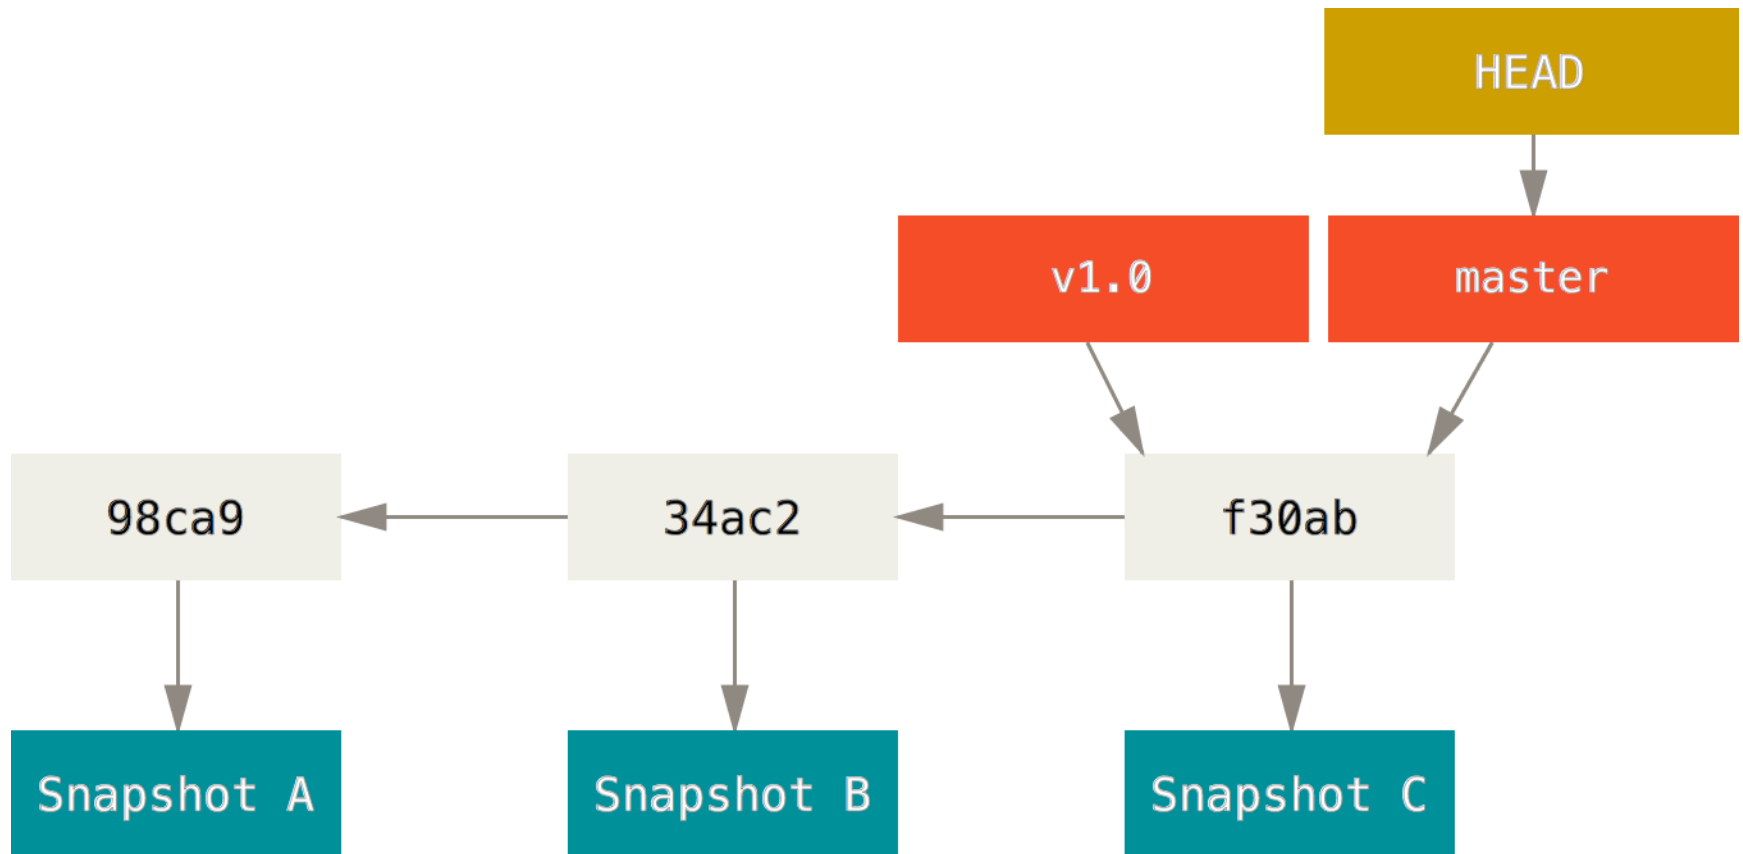 HEAD
v1.0
master
98ca9
34ac2
f30ab
Snapshot A
Snapshot B
Snapshot C